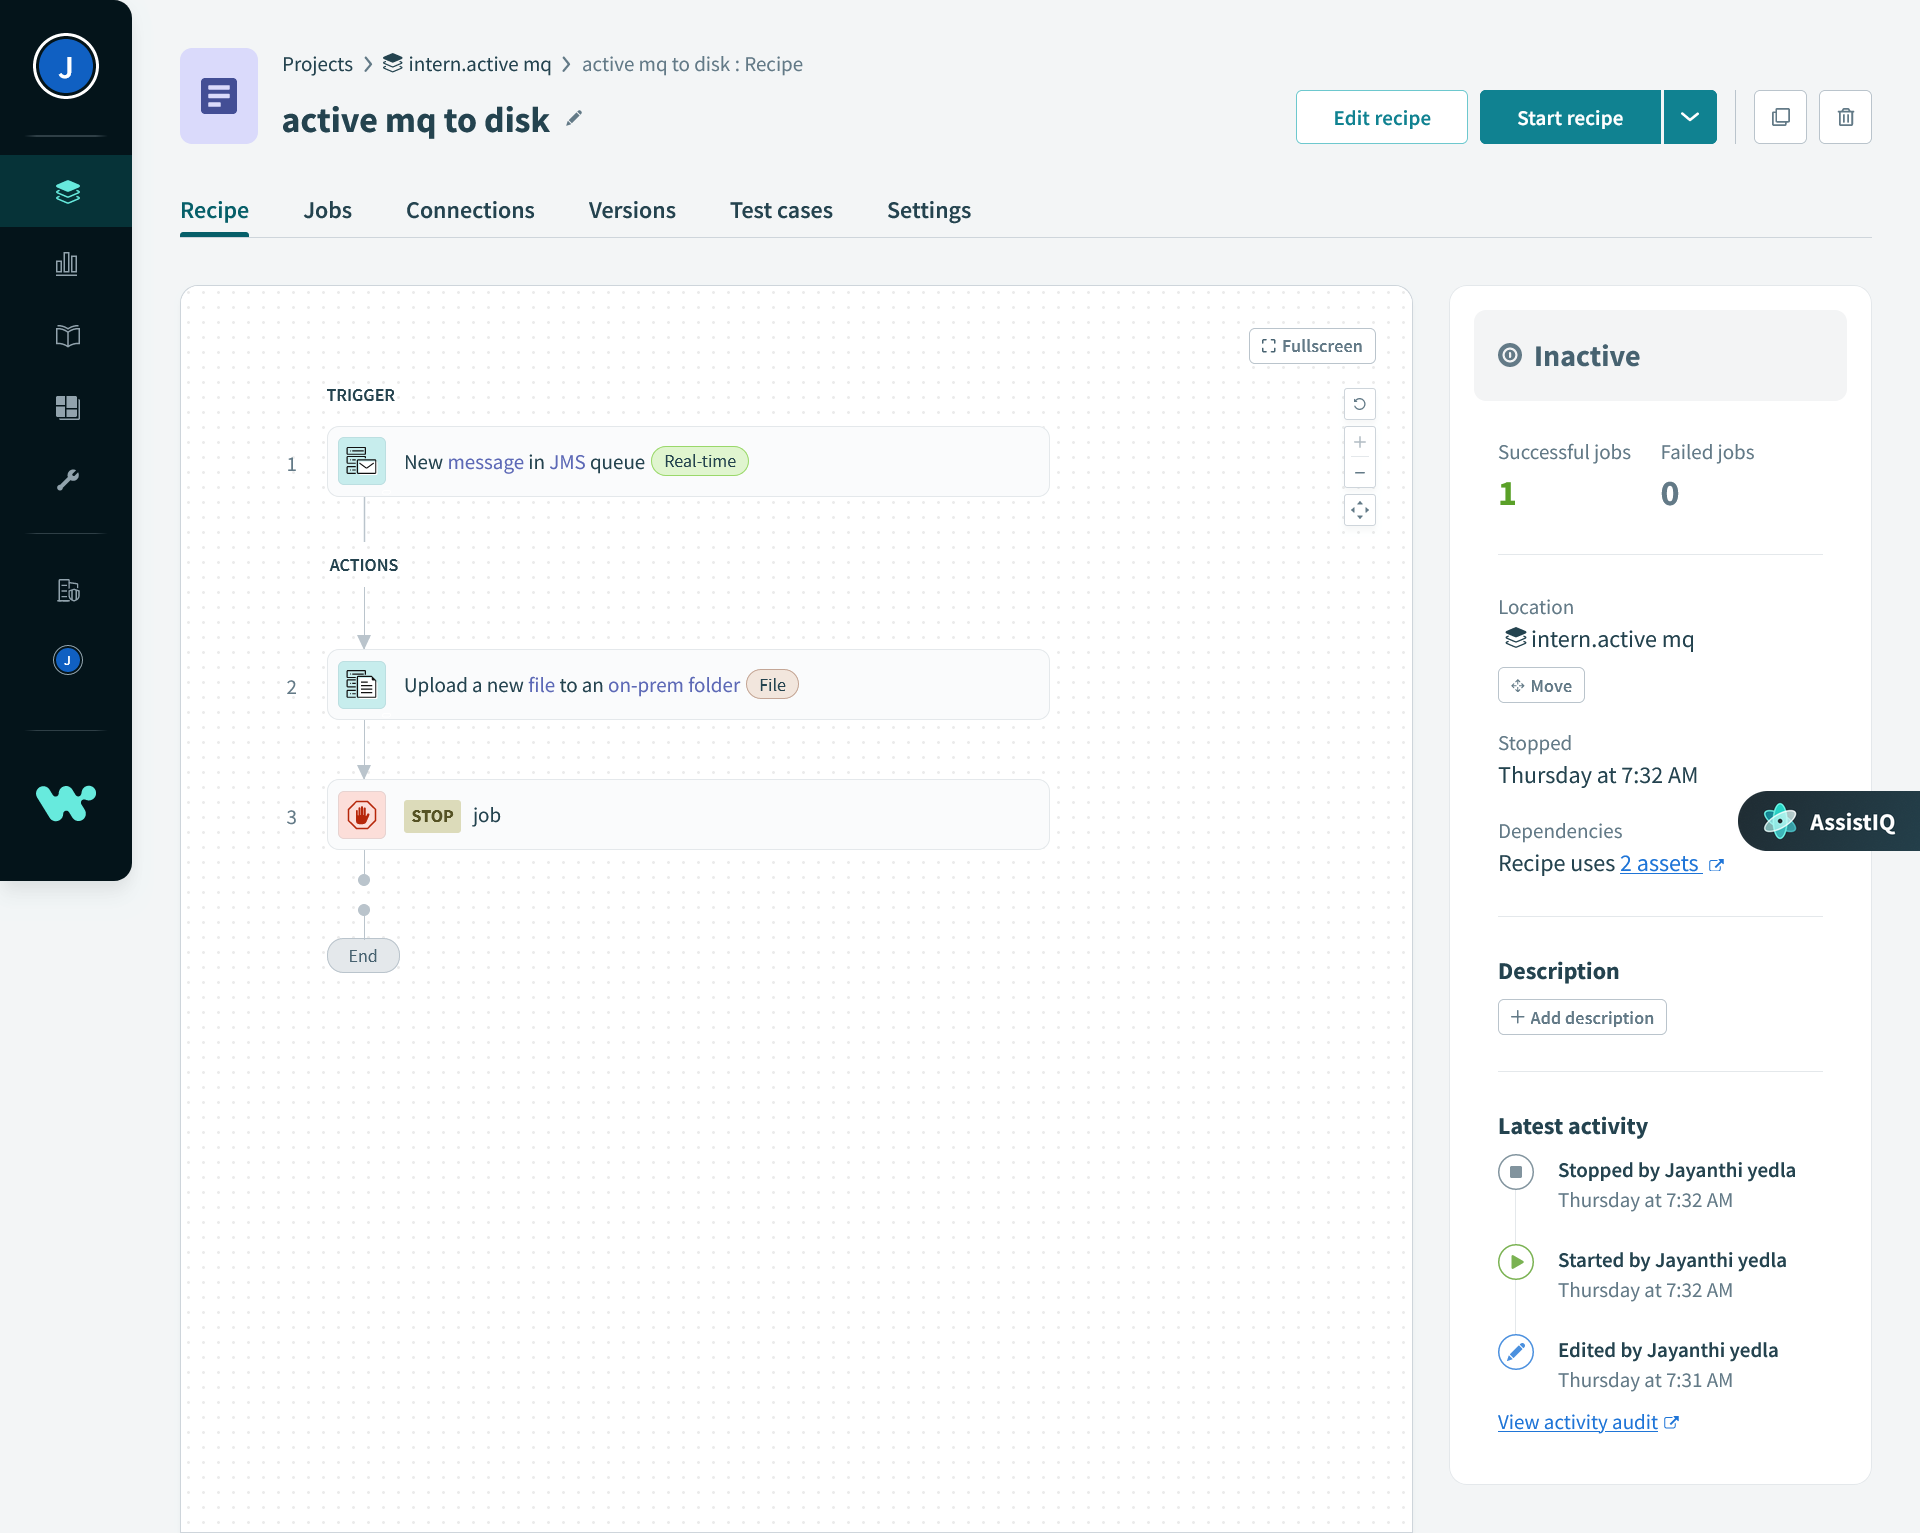 J
Projects > intern.active mq > active mq to disk : Recipe
active mq to disk
Edit recipe
Start recipe
Recipe
Jobs
Connections
Versions
Test cases
Settings
Fullscreen
TRIGGER
1
New message in JMS queue Real-time
ACTIONS
2
Upload a new file to an on-prem folder File
3
STOP job
End
Inactive
Successful jobs
1
Failed jobs
0
Location
intern.active mq
Move
Stopped
Thursday at 7:32 AM
AssistIQ
Dependencies
Recipe uses 2 assets
Description
+ Add description
Latest activity
Stopped by Jayanthi yedla
Thursday at 7:32 AM
Started by Jayanthi yedla
Thursday at 7:32 AM
Edited by Jayanthi yedla
Thursday at 7:31 AM
View activity audit
J